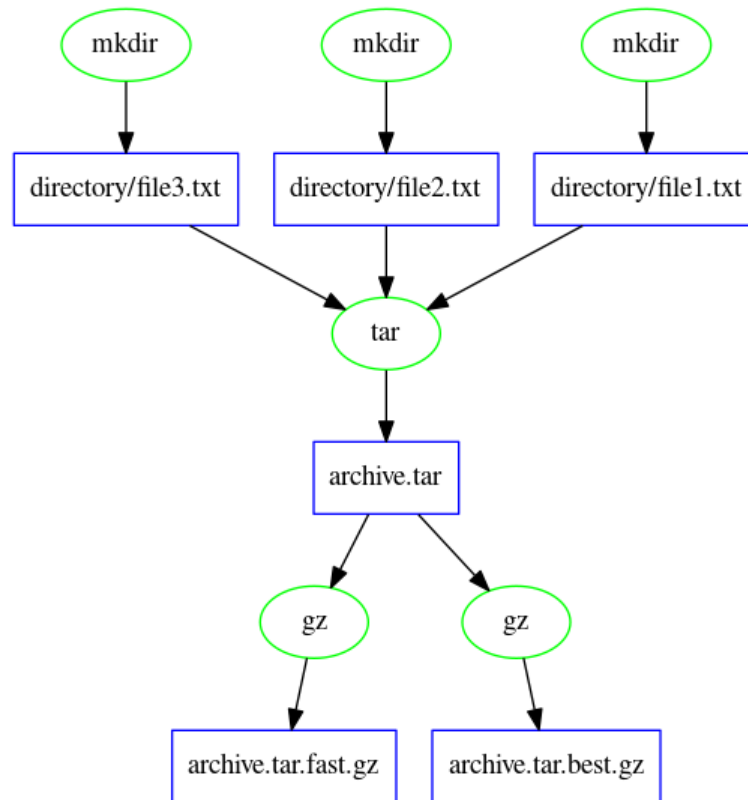 mkdir
mkdir
mkdir
directory/file3.txt
directory/file2.txt
directory/file1.txt
tar
archive.tar
gz
gz
archive.tar.fast.gz
archive.tar.best.gz